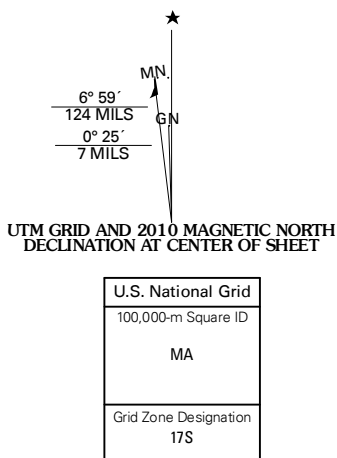 MN.
6° 59´
124 MILS
GN
0° 25´
7 MILS
UTM GRID AND 2010 MAGNETIC NORTH
DECLINATION AT CENTER OF SHEET
U.S. National Grid
100,000-m Square ID
MA
Grid Zone Designation
17S